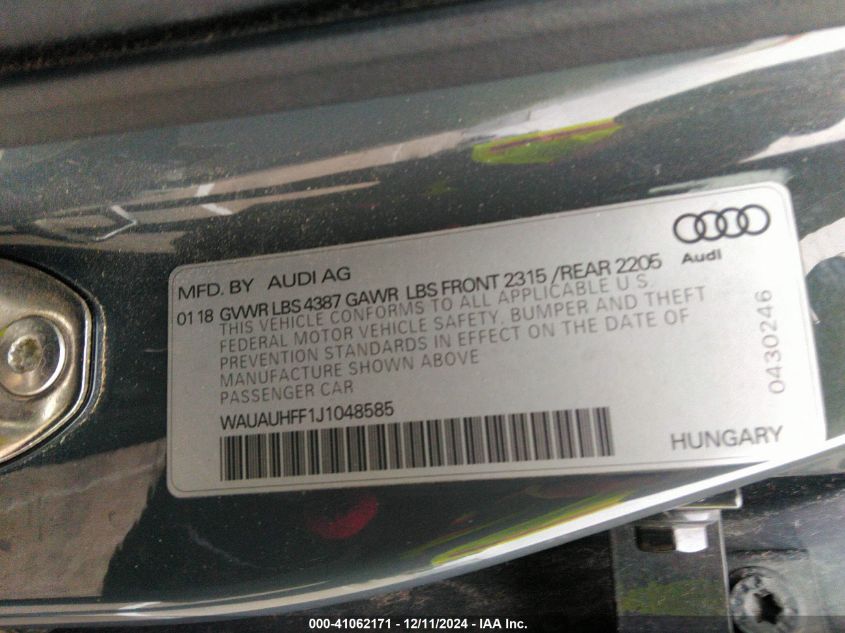 Audi
MFD. BY AUDI AG
01 18 GVWR LBS 4387 GAWR LBS FRONT 2315 /REAR 2205
THIS VEHICLE CONFORMS TO ALL APPLICABLE U S
FEDERAL MOTOR VEHICLE SAFETY, BUMPER AND THEFT
PREVENTION STANDARDS IN EFFECT ON THE DATE OF
MANUFACTURE SHOWN ABOVE
PASSENGER CAR
WAUAUHFF1J1048585
0430246
HUNGARY
000-41062171 - 12/11/2024 - IAA Inc.